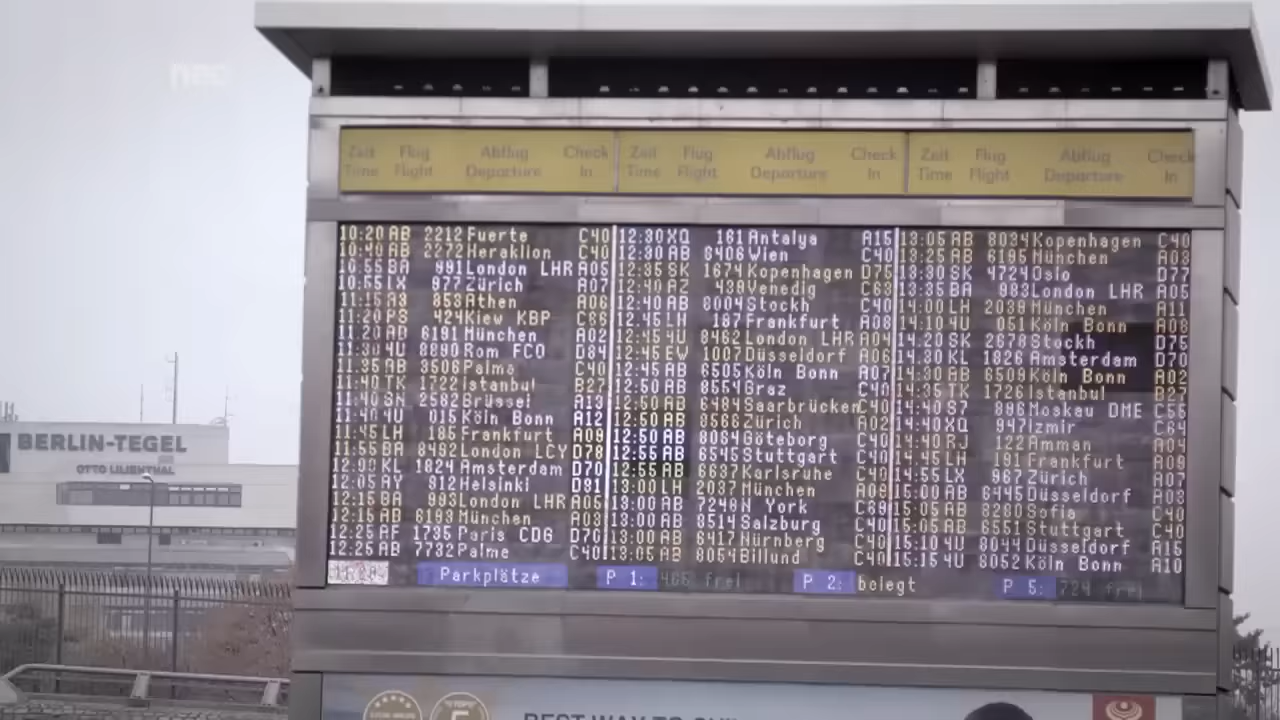 neo
Zeit Flug Abflug Check Zeit Flug Abflug Check Zeit Flug Abflug Check
Time Flight Departure In Time Flight Departure In Time Flight Departure In
10:20 AB 2212 Fuerte C40
10:40 AB 2272 Heraklion C40
10:55 BA 991 London LHR A05
10:55 LX 977 Zürich A07
11:15 A3 853 Athen A06
11:20 PS 424 Kiew KBP C66
11:20 AB 6191 München A02
11:30 4U 8890 Rom FCO D84
11:35 AB 3506 Palma C40
11:40 TK 1722 Istanbul B27
11:40 SN 2582 Brüssel A13
11:40 4U 015 Köln Bonn A12
11:45 LH 185 Frankfurt A09
11:55 BA 8492 London LCY D78
12:00 KL 1824 Amsterdam D70
12:05 AY 912 Helsinki D91
12:15 BA 993 London LHR A05
12:15 AB 6193 München A03
12:25 AF 1735 Paris CDG D76
12:25 AB 7732 Palma C40
12:30 XQ 161 Antalya A15
12:30 AB 8406 Wien C40
12:35 SK 1674 Kopenhagen D75
12:40 AZ 439 Venedig C63
12:40 AB 8004 Stockh C40
12:45 LH 187 Frankfurt A08
12:45 4U 8462 London LHR A04
12:45 EW 1007 Düsseldorf A06
12:45 AB 6505 Köln Bonn A07
12:50 AB 8554 Graz C40
12:50 AB 6484 Saarbrücken C40
12:50 AB 8566 Zürich A02
12:50 AB 8064 Göteborg C40
12:55 AB 6545 Stuttgart C40
12:55 AB 6637 Karlsruhe C40
13:00 LH 2037 München A09
13:00 AB 7248 N York C69
13:00 AB 8514 Salzburg C40
13:00 AB 6417 Nürnberg C40
13:05 AB 8054 Billund C40
13:05 AB 8034 Kopenhagen C40
13:25 AB 6195 München A03
13:30 SK 4724 Oslo D77
13:35 BA 983 London LHR A05
14:00 LH 2039 München A11
14:10 4U 051 Köln Bonn A08
14:20 SK 2678 Stockh D75
14:30 KL 1826 Amsterdam D70
14:30 AB 6509 Köln Bonn A02
14:35 TK 1726 Istanbul B27
14:40 S7 896 Moskau DME C56
14:40 XQ 947 Izmir C64
14:40 RJ 122 Amman A04
14:45 LH 191 Frankfurt A09
14:55 LX 967 Zürich A07
15:00 AB 6445 Düsseldorf A03
15:05 AB 8280 Sofia C40
15:05 AB 6551 Stuttgart C40
15:10 4U 8044 Düsseldorf A15
15:15 4U 8052 Köln Bonn A10
Parkplätze P 1: 466 frei P 2: belegt P 5: 724 frei
BERLIN-TEGEL
OTTO LILIENTHAL
BEST WAY TO